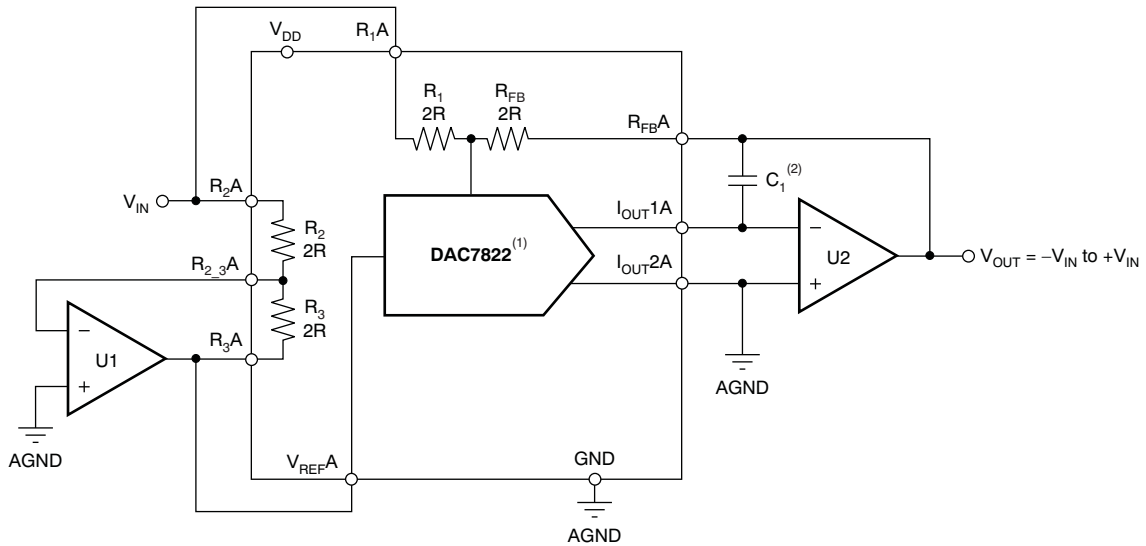 V_DD
R_1A
R_1
2R
R_FB
2R
R_FBA
C_1^(2)
V_IN
R_2A
R_2
2R
R_2_3A
R_3
2R
R_3A
DAC7822^(1)
I_OUT1A
I_OUT2A
−
U2
+
V_OUT = −V_IN to +V_IN
−
U1
+
AGND
AGND
V_REFA
GND
AGND